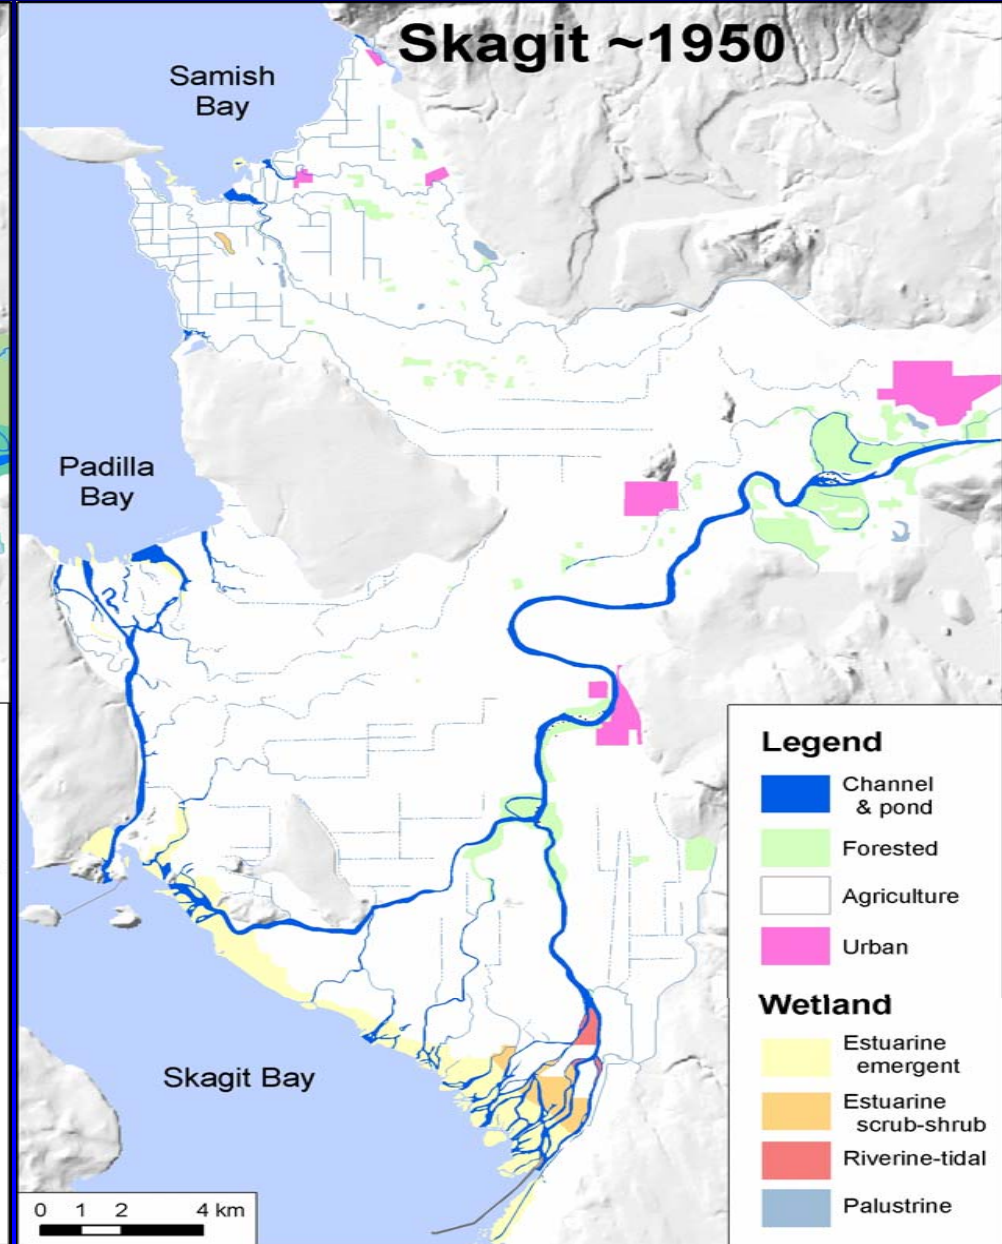 Skagit ~1950
Samish
Bay
Padilla
Bay
Skagit Bay
Legend
Channel
& pond
Forested
Agriculture
Urban
Wetland
Estuarine
emergent
Estuarine
scrub-shrub
Riverine-tidal
Palustrine
0 1 2 4 km